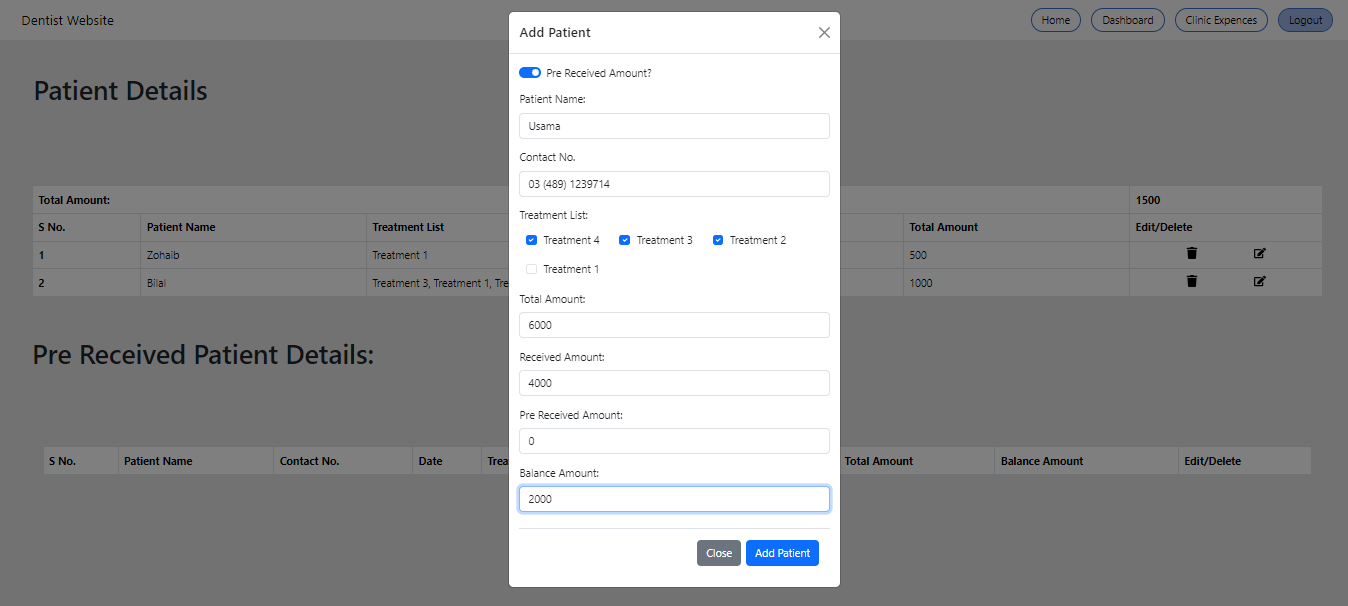 Dentist Website
Home
Dashboard
Clinic Expences
Logout
Patient Details
Total Amount:
1500
S No.
Patient Name
Treatment List
Total Amount
Edit/Delete
1
Zohaib
Treatment 1
500
2
Bilal
Treatment 3, Treatment 1, Tre
1000
Pre Received Patient Details:
S No.
Patient Name
Contact No.
Date
Trea
Total Amount
Balance Amount
Edit/Delete
Add Patient
Pre Received Amount?
Patient Name:
Usama
Contact No.
03 (489) 1239714
Treatment List:
Treatment 4
Treatment 3
Treatment 2
Treatment 1
Total Amount:
6000
Received Amount:
4000
Pre Received Amount:
0
Balance Amount:
2000
Close
Add Patient